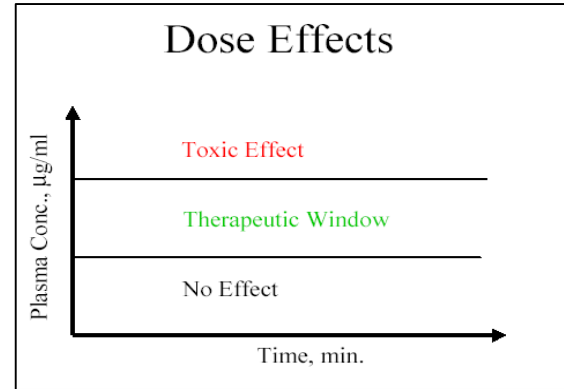 Dose Effects
Plasma Conc., µg/ml
Toxic Effect
Therapeutic Window
No Effect
Time, min.